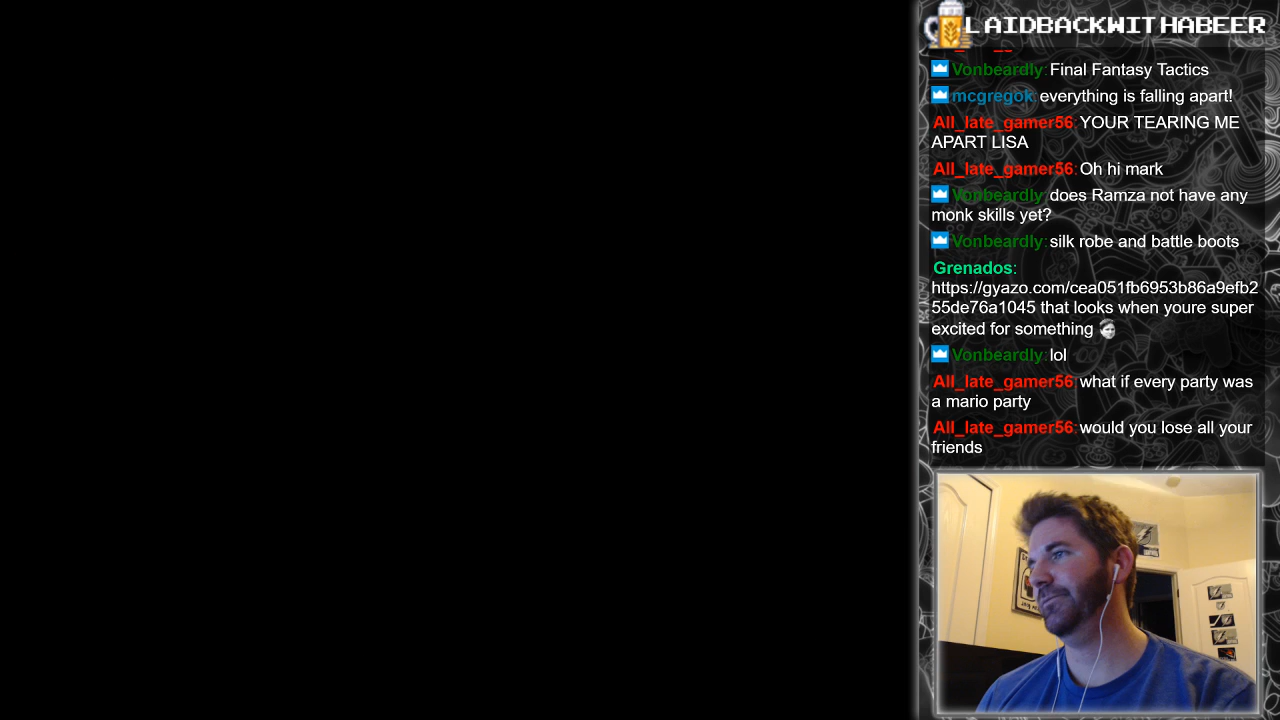 LAIDBACKWITHABEER
Vonbeardly: Final Fantasy Tactics
mcgregok: everything is falling apart!
All_late_gamer56: YOUR TEARING ME
APART LISA
All_late_gamer56: Oh hi mark
Vonbeardly: does Ramza not have any
monk skills yet?
Vonbeardly: silk robe and battle boots
Grenados:
https://gyazo.com/cea051fb6953b86a9efb2
55de76a1045 that looks when youre super
excited for something
Vonbeardly: lol
All_late_gamer56: what if every party was
a mario party
All_late_gamer56: would you lose all your
friends